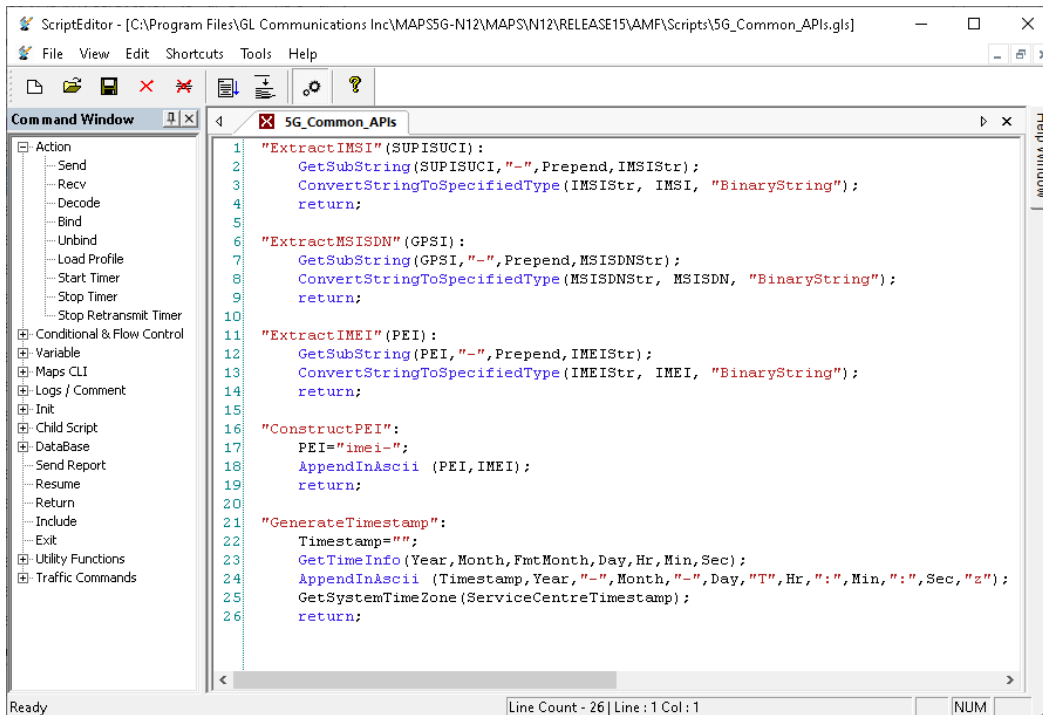 ScriptEditor - [C:\Program Files\GL Communications Inc\MAPS5G-N12\MAPS\N12\RELEASE15\AMF\Scripts\5G_Common_APIs.gls]
File View Edit Shortcuts Tools Help
Command Window
Action
Send
Recv
Decode
Bind
Unbind
Load Profile
Start Timer
Stop Timer
Stop Retransmit Timer
Conditional & Flow Control
Variable
Maps CLI
Logs / Comment
Init
Child Script
DataBase
Send Report
Resume
Return
Include
Exit
Utility Functions
Traffic Commands
5G_Common_APIs
1 "ExtractIMSI"(SUPISUCI):
2 GetSubString(SUPISUCI,"-",Prepend,IMSIStr);
3 ConvertStringToSpecifiedType(IMSIStr, IMSI, "BinaryString");
4 return;
5
6 "ExtractMSISDN"(GPSI):
7 GetSubString(GPSI,"-",Prepend,MSISDNStr);
8 ConvertStringToSpecifiedType(MSISDNStr, MSISDN, "BinaryString");
9 return;
10
11 "ExtractIMEI"(PEI):
12 GetSubString(PEI,"-",Prepend,IMEIStr);
13 ConvertStringToSpecifiedType(IMEIStr, IMEI, "BinaryString");
14 return;
15
16 "ConstructPEI":
17 PEI="imei-";
18 AppendInAscii (PEI,IMEI);
19 return;
20
21 "GenerateTimestamp":
22 Timestamp="";
23 GetTimeInfo(Year,Month,FmtMonth,Day,Hr,Min,Sec);
24 AppendInAscii (Timestamp,Year,"-",Month,"-",Day,"T",Hr,":",Min,":",Sec,"z");
25 GetSystemTimeZone(ServiceCentreTimestamp);
26 return;
Help Window
Ready
Line Count - 26 | Line : 1 Col : 1
NUM